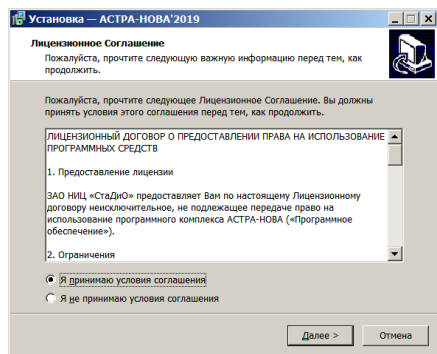 Установка — АСТРА-НОВА'2019
Лицензионное Соглашение
Пожалуйста, прочтите следующую важную информацию перед тем, как
продолжить.
Пожалуйста, прочтите следующее Лицензионное Соглашение. Вы должны
принять условия этого соглашения перед тем, как продолжить.
ЛИЦЕНЗИОННЫЙ ДОГОВОР О ПРЕДОСТАВЛЕНИИ ПРАВА НА ИСПОЛЬЗОВАНИЕ
ПРОГРАММНЫХ СРЕДСТВ
1. Предоставление лицензии
ЗАО НИЦ «СтаДиО» предоставляет Вам по настоящему Лицензионному
договору неисключительное, не подлежащее передаче право на
использование программного комплекса АСТРА-НОВА («Программное
обеспечение»).
2. Ограничения
Я принимаю условия соглашения
Я не принимаю условия соглашения
Далее >
Отмена